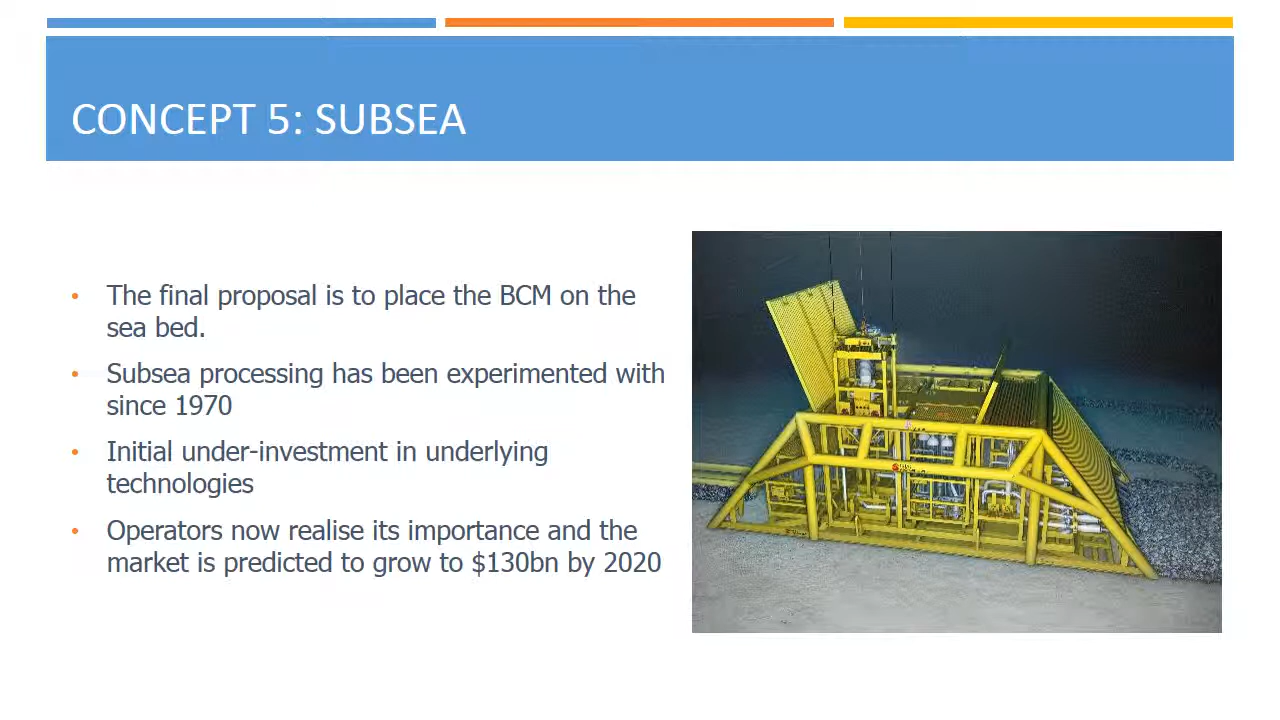 CONCEPT 5: SUBSEA
• The final proposal is to place the BCM on the
sea bed.
• Subsea processing has been experimented with
since 1970
• Initial under-investment in underlying
technologies
• Operators now realise its importance and the
market is predicted to grow to $130bn by 2020